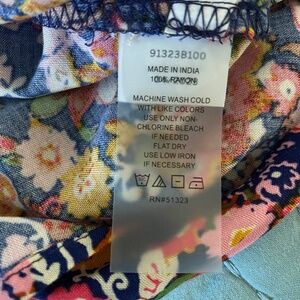 91323B100
MADE IN INDIA
100% RAYON
MACHINE WASH COLD
WITH LIKE COLORS
USE ONLY NON-
CHLORINE BLEACH
IF NEEDED
FLAT DRY
USE LOW IRON
IF NECESSARY
RN#51323